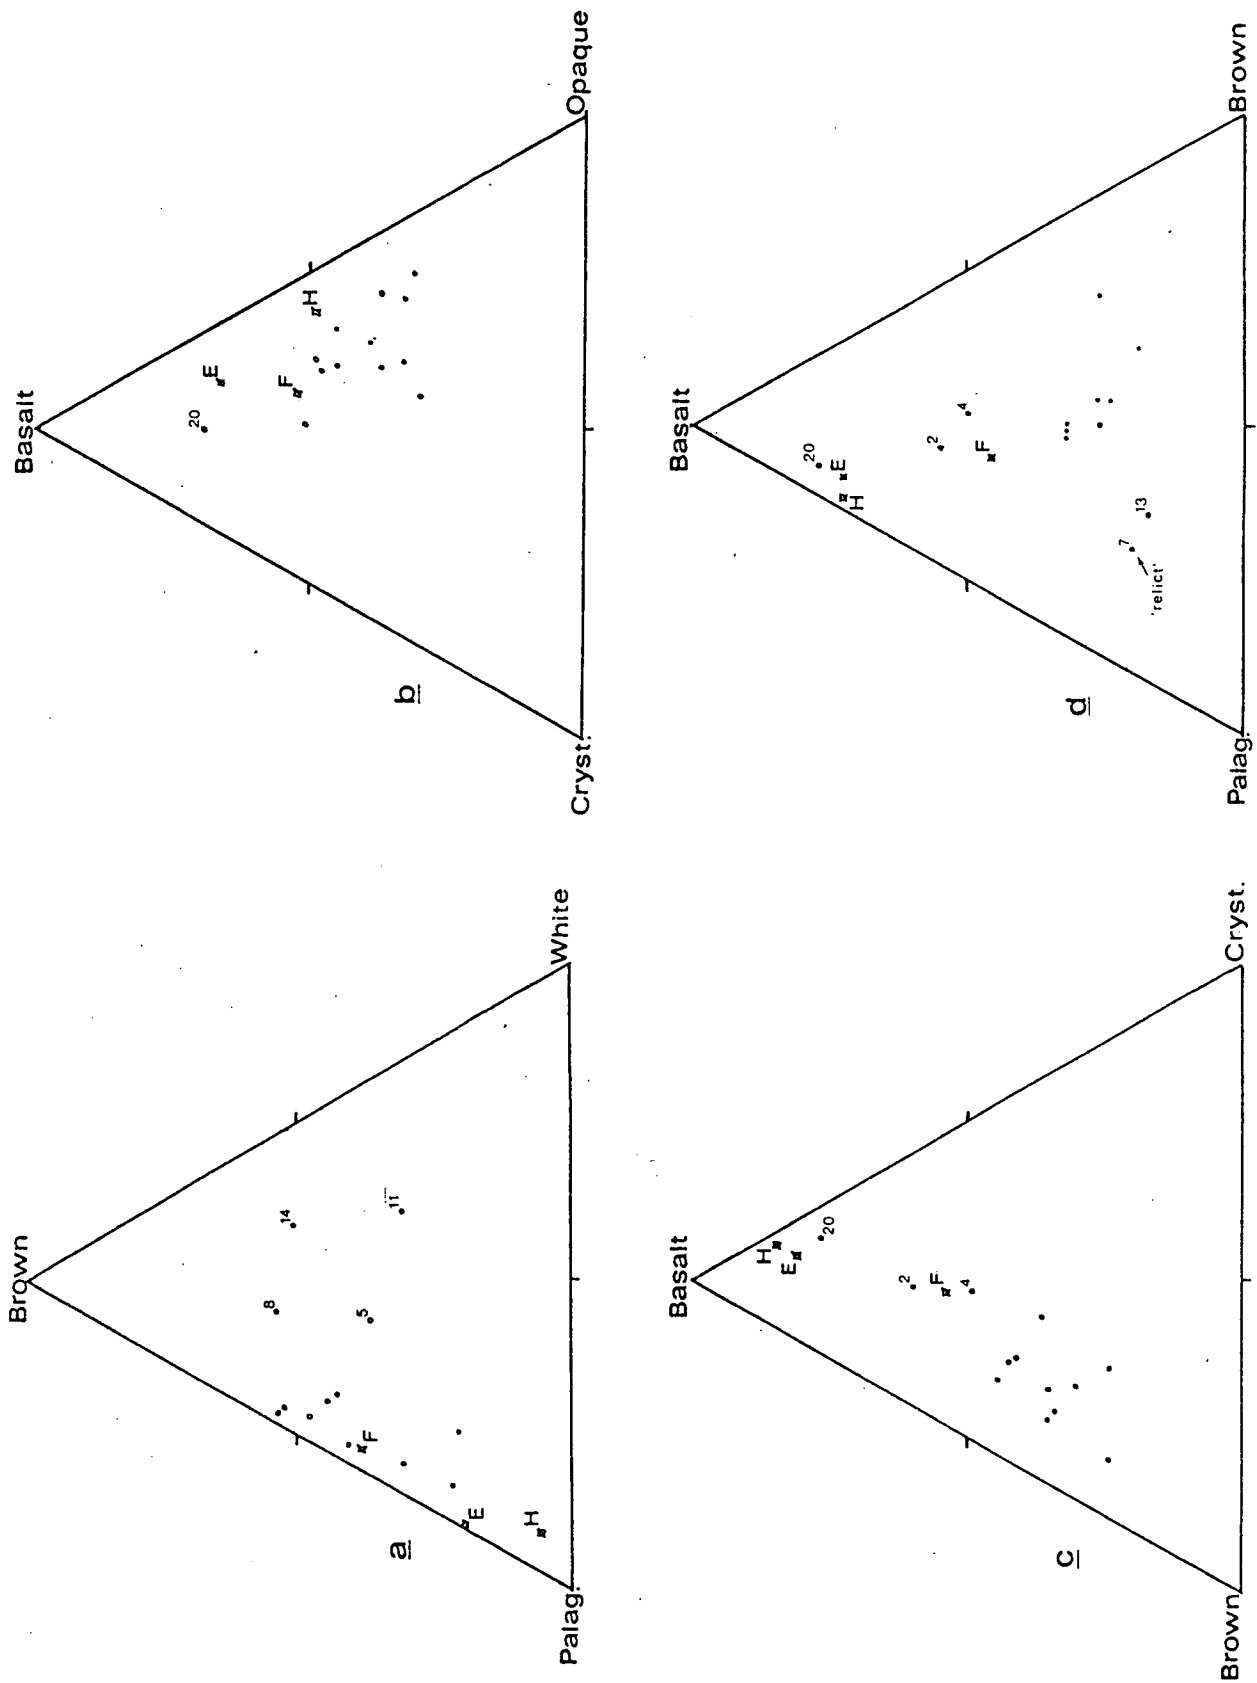 Brown
14
8
11
5
F
E
H
a
Palag.
White
Basalt
20
E
H
F
b
Cryst.
Opaque
Basalt
H
E
20
2
F
4
c
Brown
Cryst.
Basalt
20
E
H
2
4
F
7
13
'relict'
d
Palag.
Brown